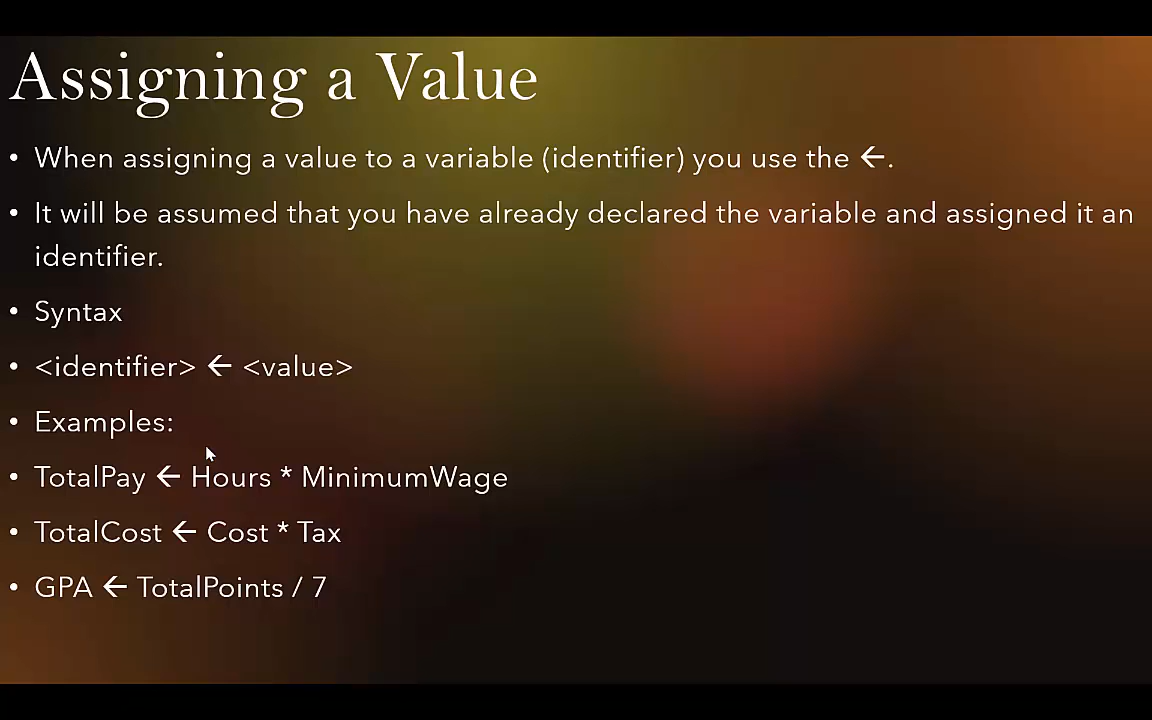 Assigning a Value
• When assigning a value to a variable (identifier) you use the ←.
• It will be assumed that you have already declared the variable and assigned it an
identifier.
• Syntax
• <identifier> ← <value>
• Examples:
• TotalPay ← Hours * MinimumWage
• TotalCost ← Cost * Tax
• GPA ← TotalPoints / 7